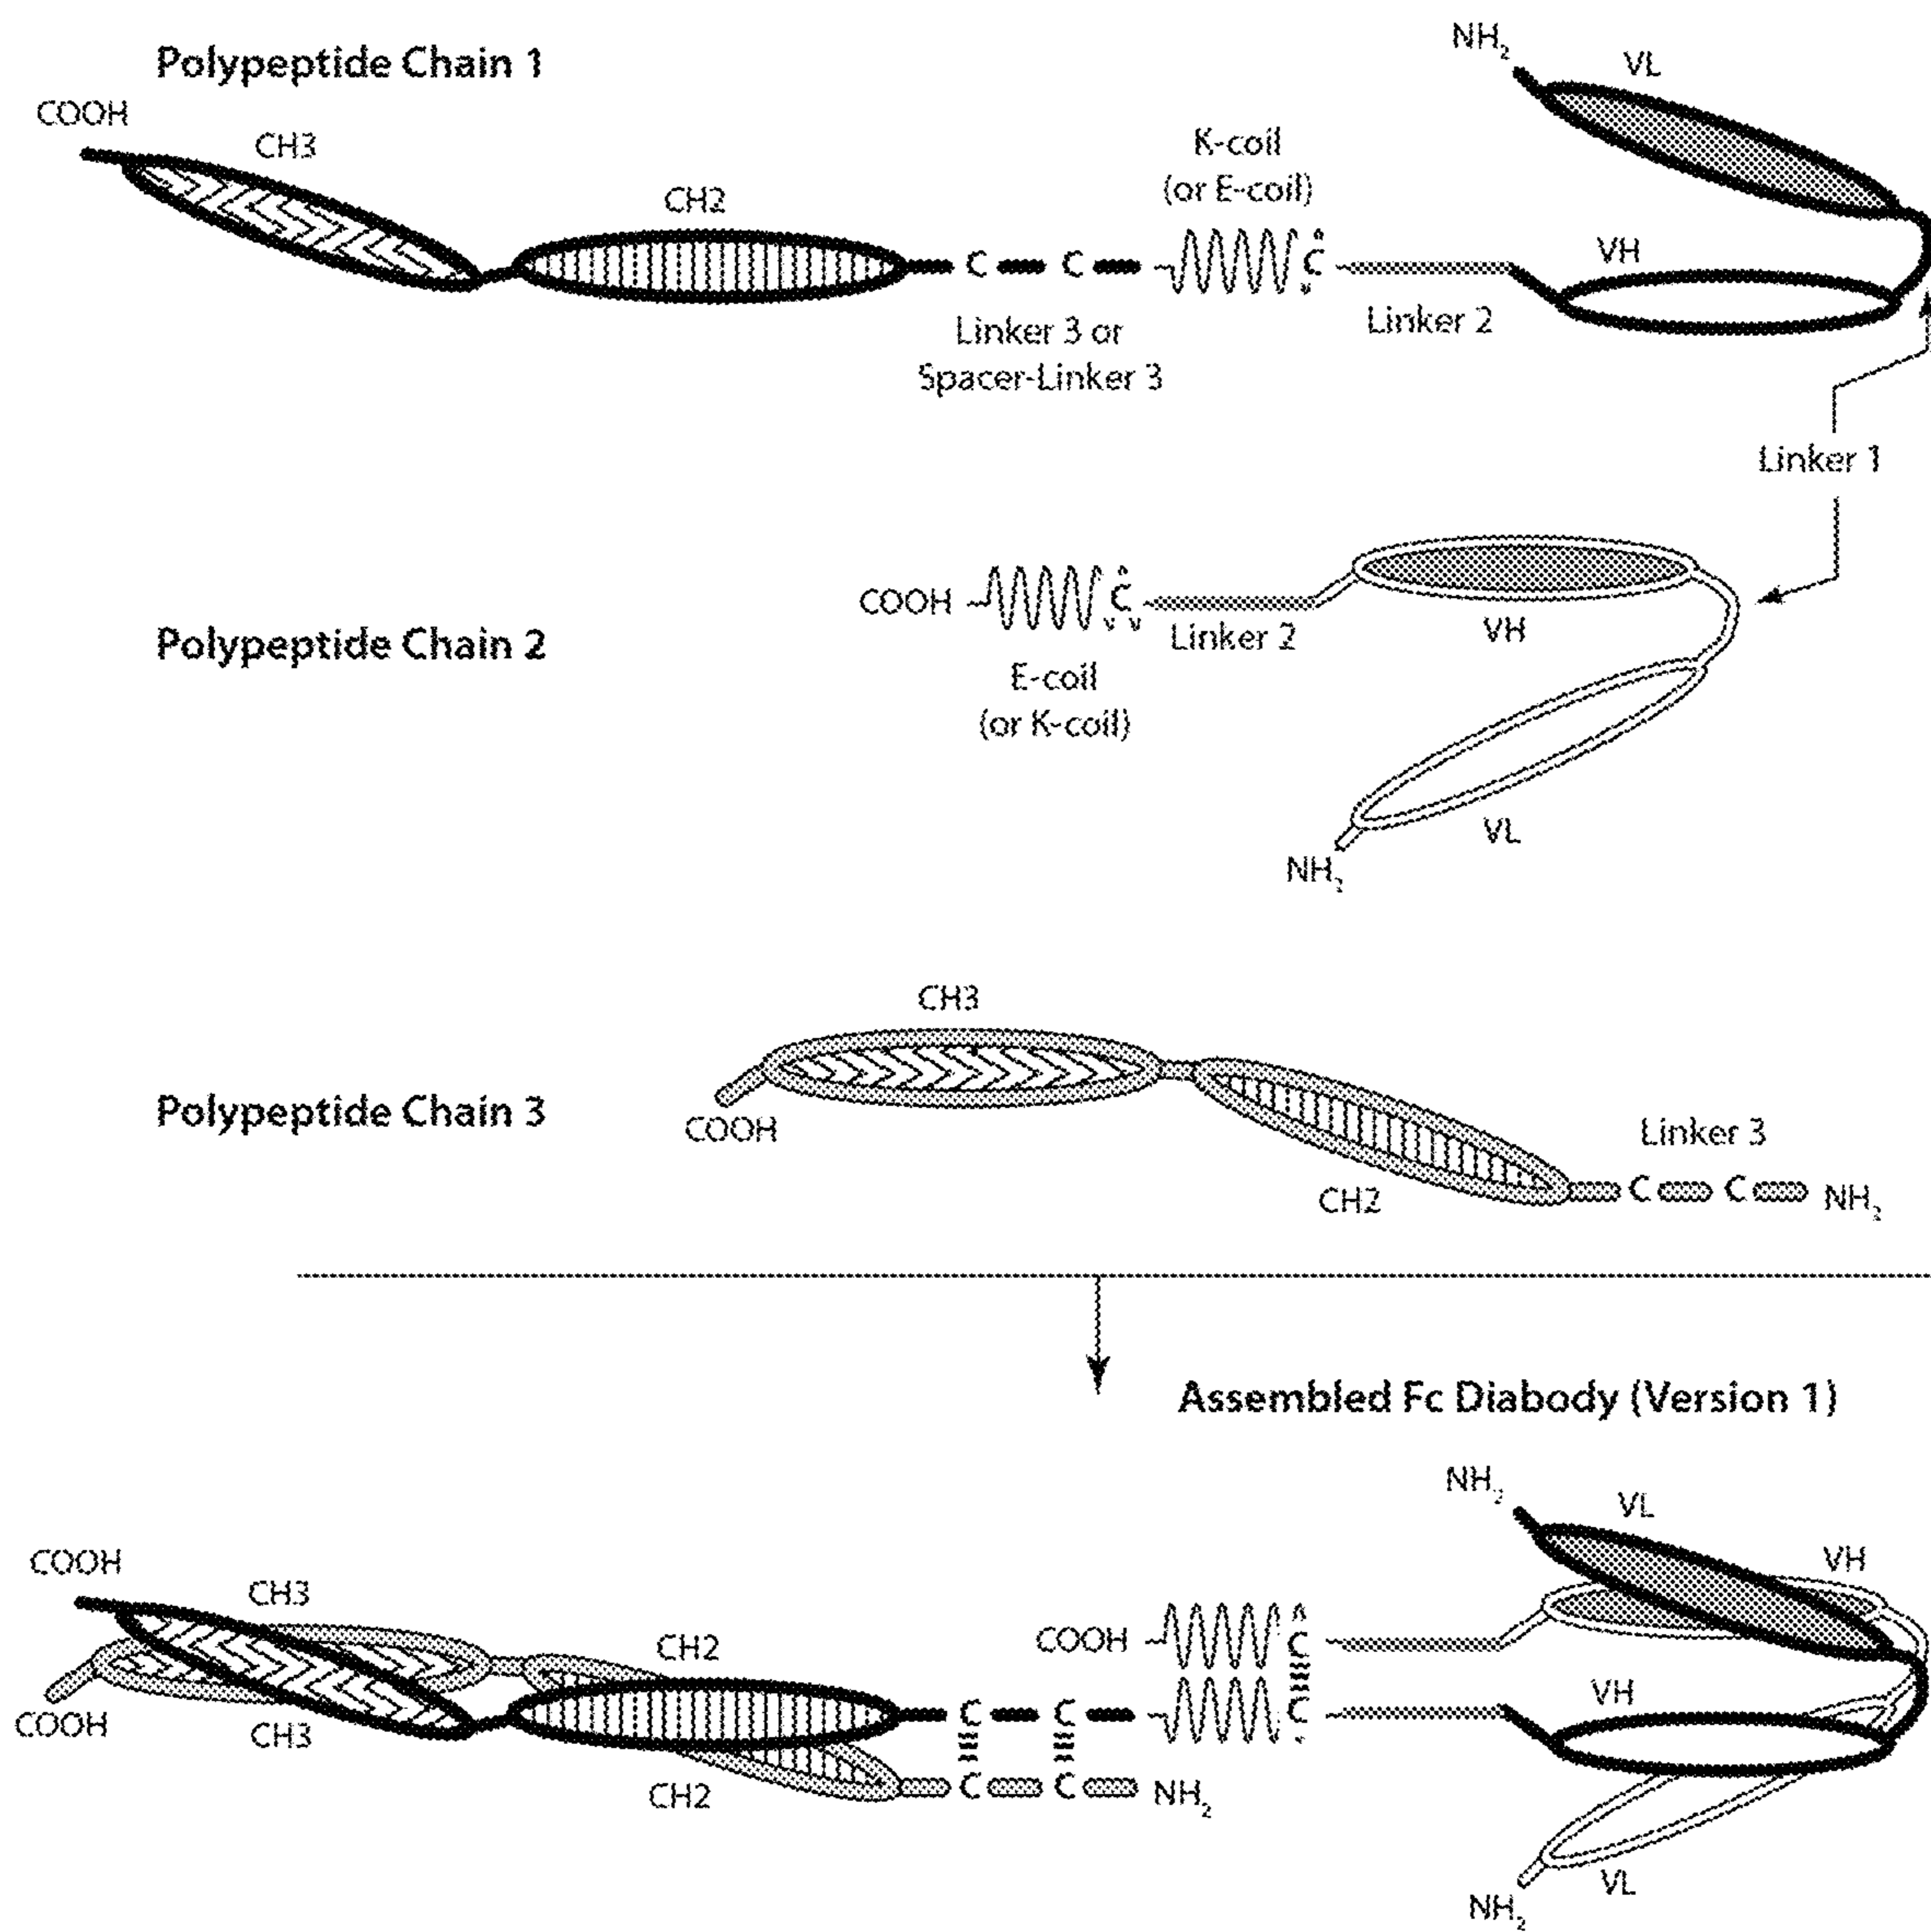 Polypeptide Chain 1
NH₂
VL
COOH
CH3
K-coil
(or E-coil)
CH2
C
C
C
VH
Linker 3 or
Spacer-Linker 3
Linker 2
Linker 1
COOH
C
Linker 2
VH
Polypeptide Chain 2
E-coil
(or K-coil)
VL
NH₂
CH3
Polypeptide Chain 3
COOH
Linker 3
CH2
C
C
NH₂
Assembled Fc Diabody (Version 1)
NH₂
VL
COOH
CH3
VH
COOH
C
CH2
C
C
C
VH
COOH
CH3
CH2
C
C
NH₂
VL
NH₂